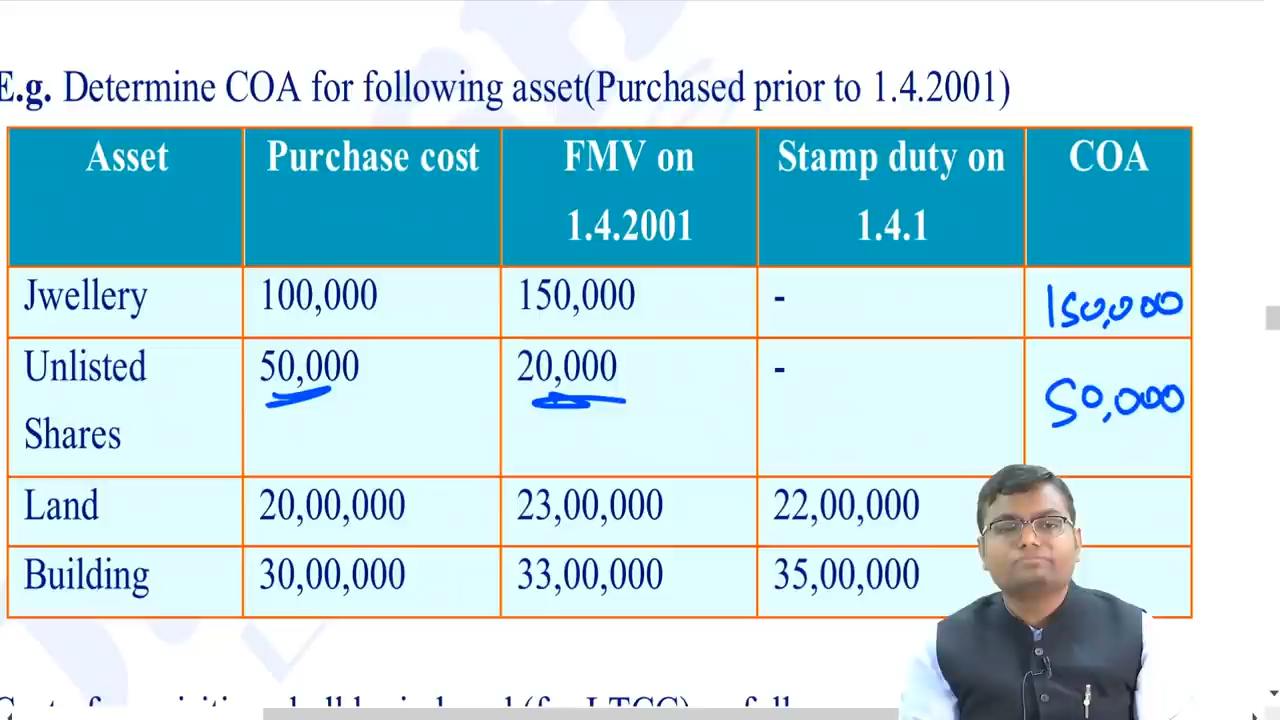 E.g. Determine COA for following asset(Purchased prior to 1.4.2001)
Asset Purchase cost FMV on 1.4.2001 Stamp duty on 1.4.1 COA
Jwellery 100,000 150,000 - 150,000
Unlisted Shares 50,000 20,000 - 50,000
Land 20,00,000 23,00,000 22,00,000
Building 30,00,000 33,00,000 35,00,000